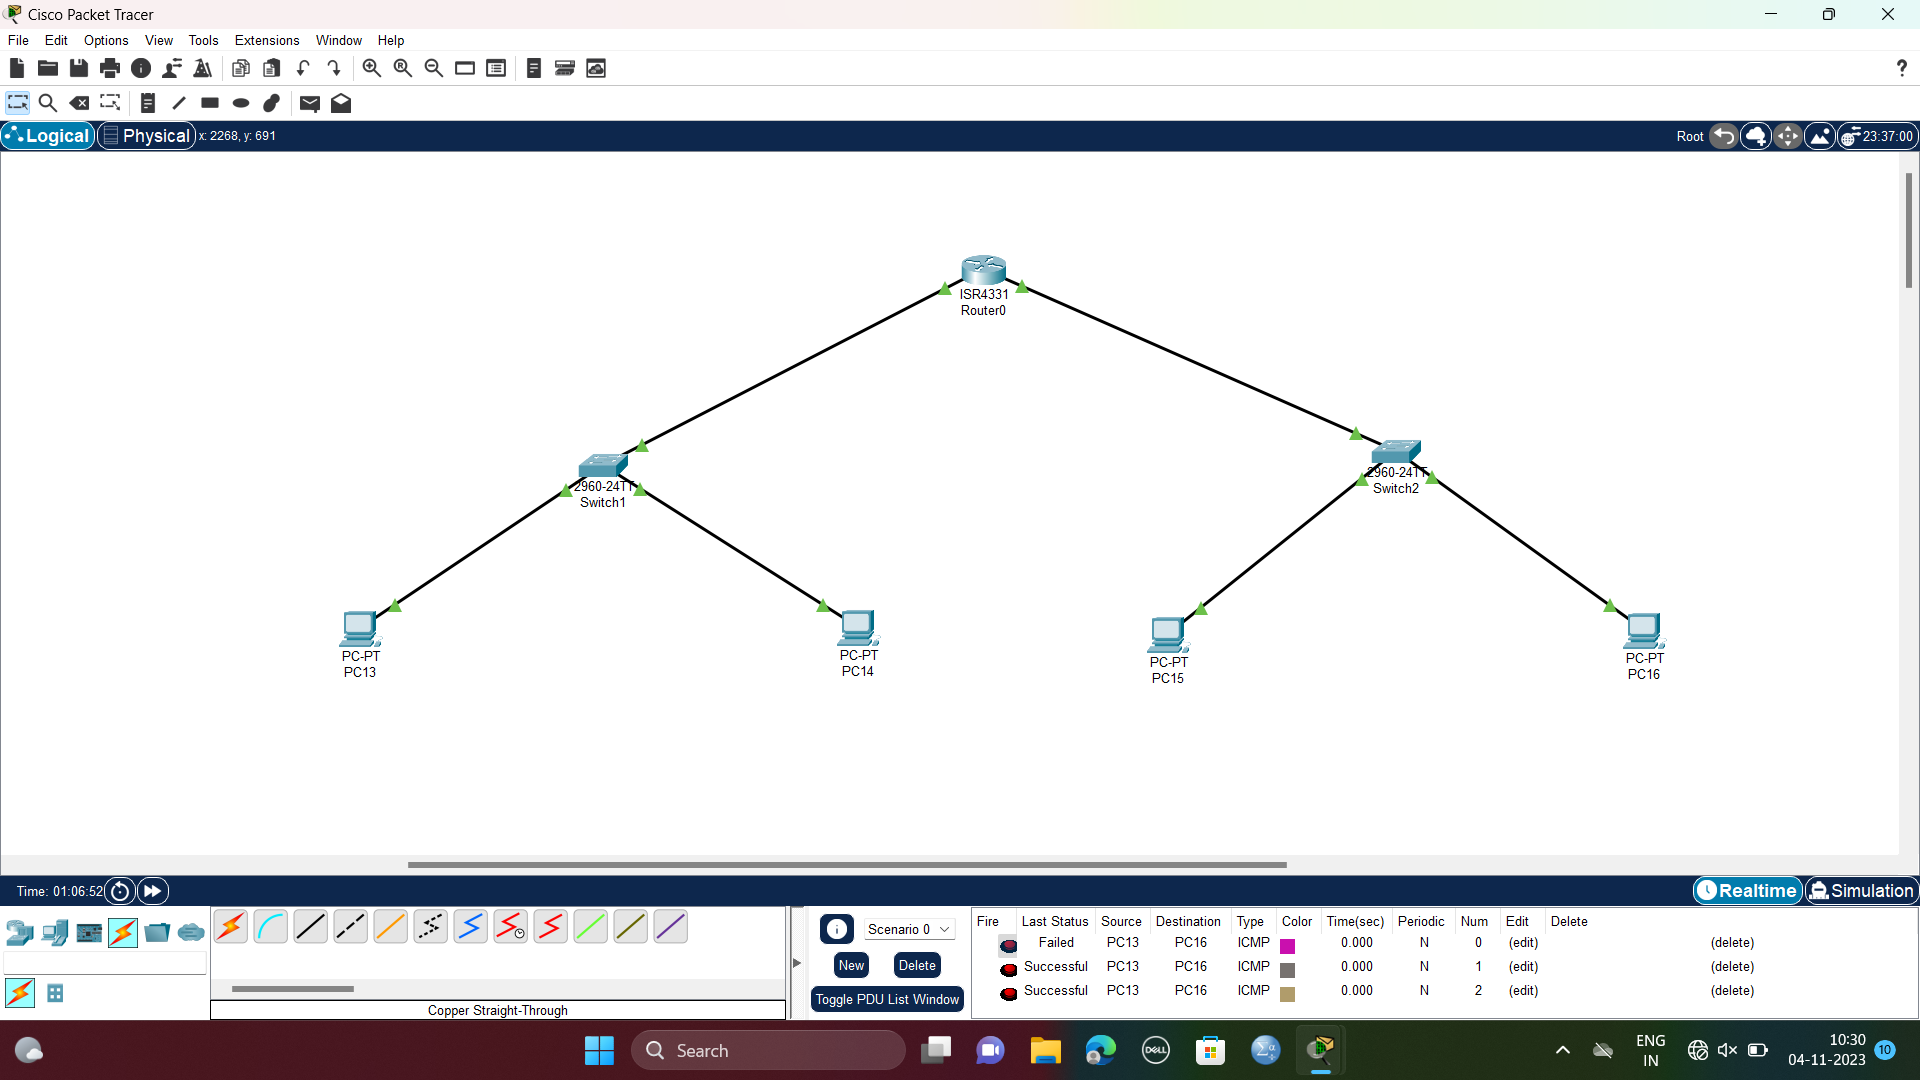 Cisco Packet Tracer
File Edit Options View Tools Extensions Window Help
?
Logical Physical x: 2268, y: 691 Root 23:37:00
ISR4331
Router0
2960-24TT
Switch1
2960-24TT
Switch2
PC-PT
PC13
PC-PT
PC14
PC-PT
PC15
PC-PT
PC16
Time: 01:06:52 Realtime Simulation
Copper Straight-Through
Scenario 0
New Delete
Toggle PDU List Window
Fire Last Status Source Destination Type Color Time(sec) Periodic Num Edit Delete
Failed PC13 PC16 ICMP 0.000 N 0 (edit) (delete)
Successful PC13 PC16 ICMP 0.000 N 1 (edit) (delete)
Successful PC13 PC16 ICMP 0.000 N 2 (edit) (delete)
Search
DELL
Σα
ENG
IN
10:30
04-11-2023
10